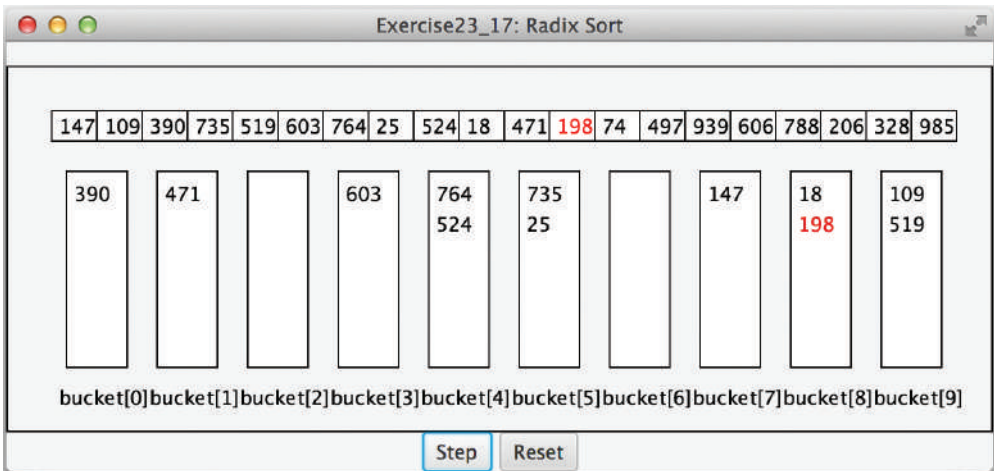 Exercise23_17: Radix Sort
147 109 390 735 519 603 764 25 524 18 471 198 74 497 939 606 788 206 328 985
390 471 603 764 735 147 18 109
524 25 198 519
bucket[0] bucket[1] bucket[2] bucket[3] bucket[4] bucket[5] bucket[6] bucket[7] bucket[8] bucket[9]
Step Reset